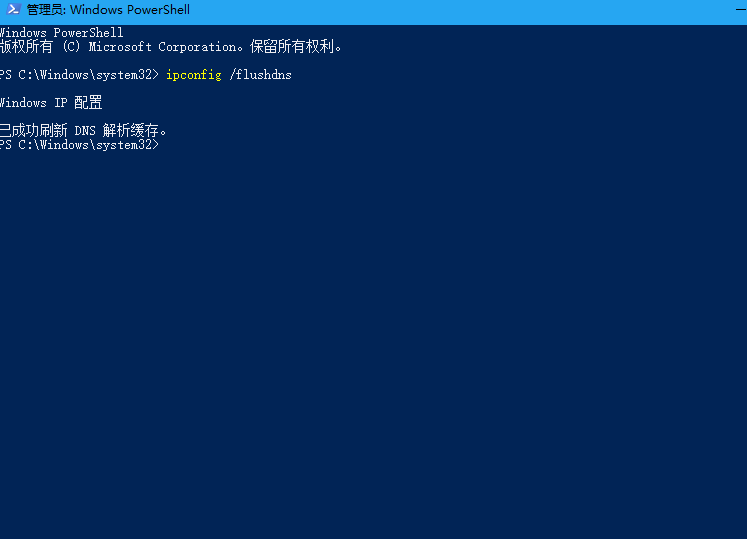 管理员: Windows PowerShell
Windows PowerShell
版权所有 (C) Microsoft Corporation。保留所有权利。
PS C:\Windows\system32> ipconfig /flushdns
Windows IP 配置
已成功刷新 DNS 解析缓存。
PS C:\Windows\system32>